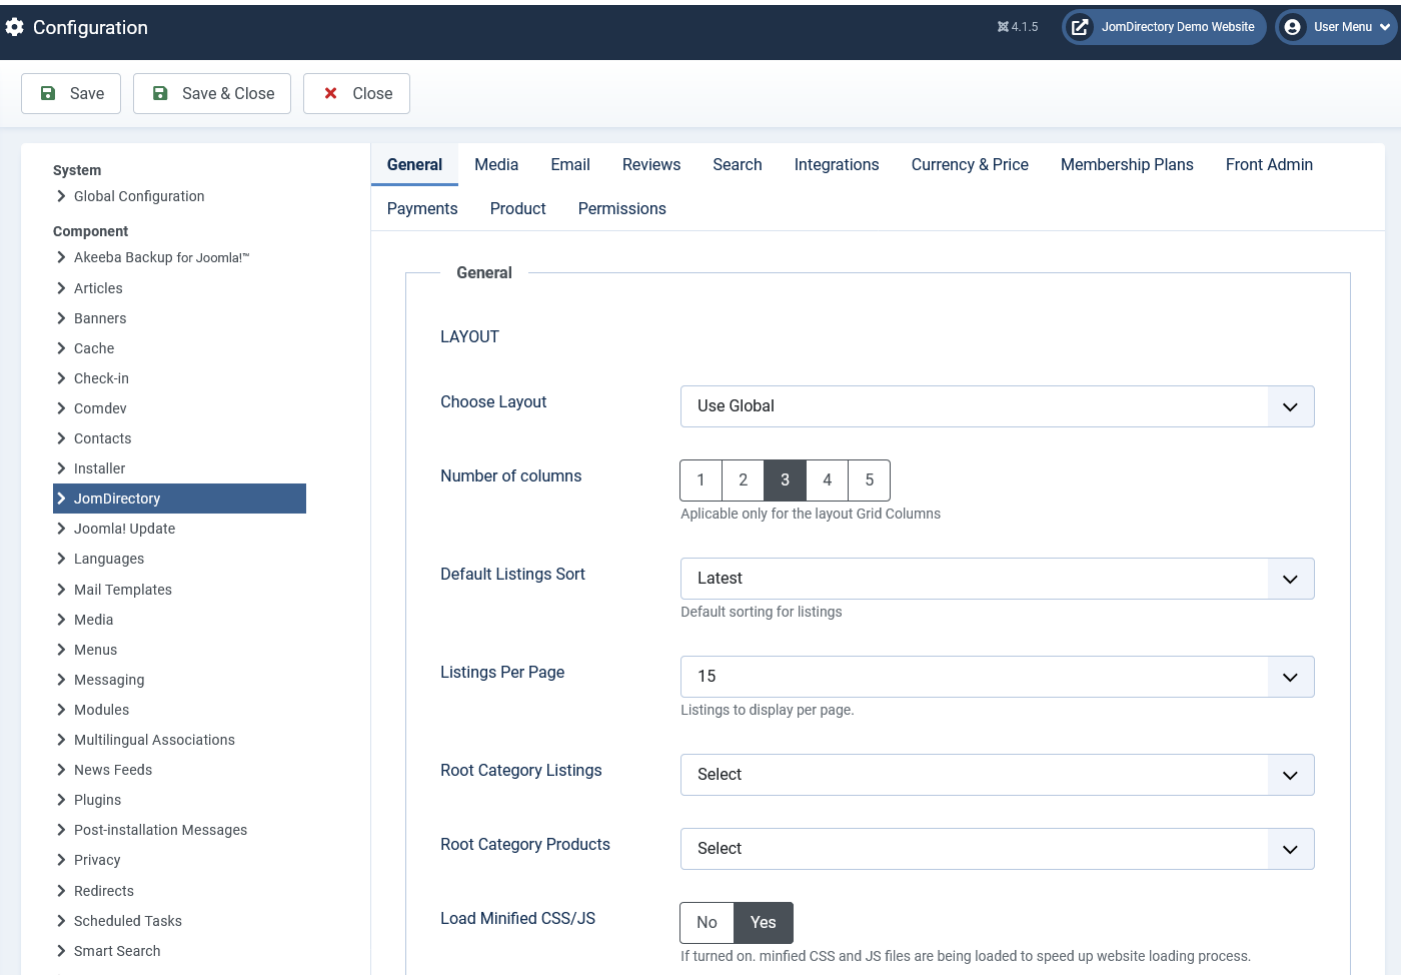 Configuration
4.1.5
JomDirectory Demo Website
User Menu
Save
Save & Close
Close
System
Global Configuration
Component
Akeeba Backup for Joomla!™
Articles
Banners
Cache
Check-in
Comdev
Contacts
Installer
JomDirectory
Joomla! Update
Languages
Mail Templates
Media
Menus
Messaging
Modules
Multilingual Associations
News Feeds
Plugins
Post-installation Messages
Privacy
Redirects
Scheduled Tasks
Smart Search
General Media Email Reviews Search Integrations Currency & Price Membership Plans Front Admin
Payments Product Permissions
General
LAYOUT
Choose Layout
Use Global
Number of columns
1 2 3 4 5
Aplicable only for the layout Grid Columns
Default Listings Sort
Latest
Default sorting for listings
Listings Per Page
15
Listings to display per page.
Root Category Listings
Select
Root Category Products
Select
Load Minified CSS/JS
No Yes
If turned on. minfied CSS and JS files are being loaded to speed up website loading process.